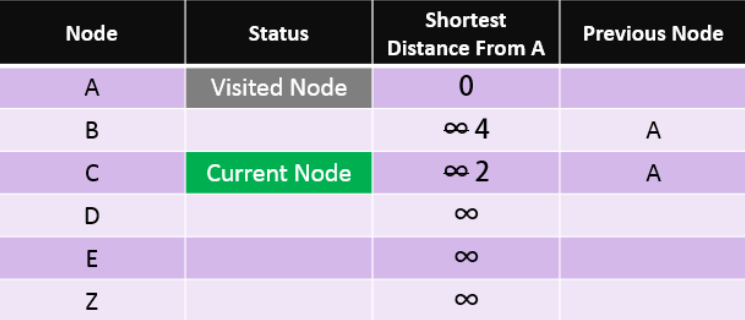 Node Status Shortest Distance From A Previous Node
A Visited Node 0
B ∞ 4 A
C Current Node ∞ 2 A
D ∞
E ∞
Z ∞